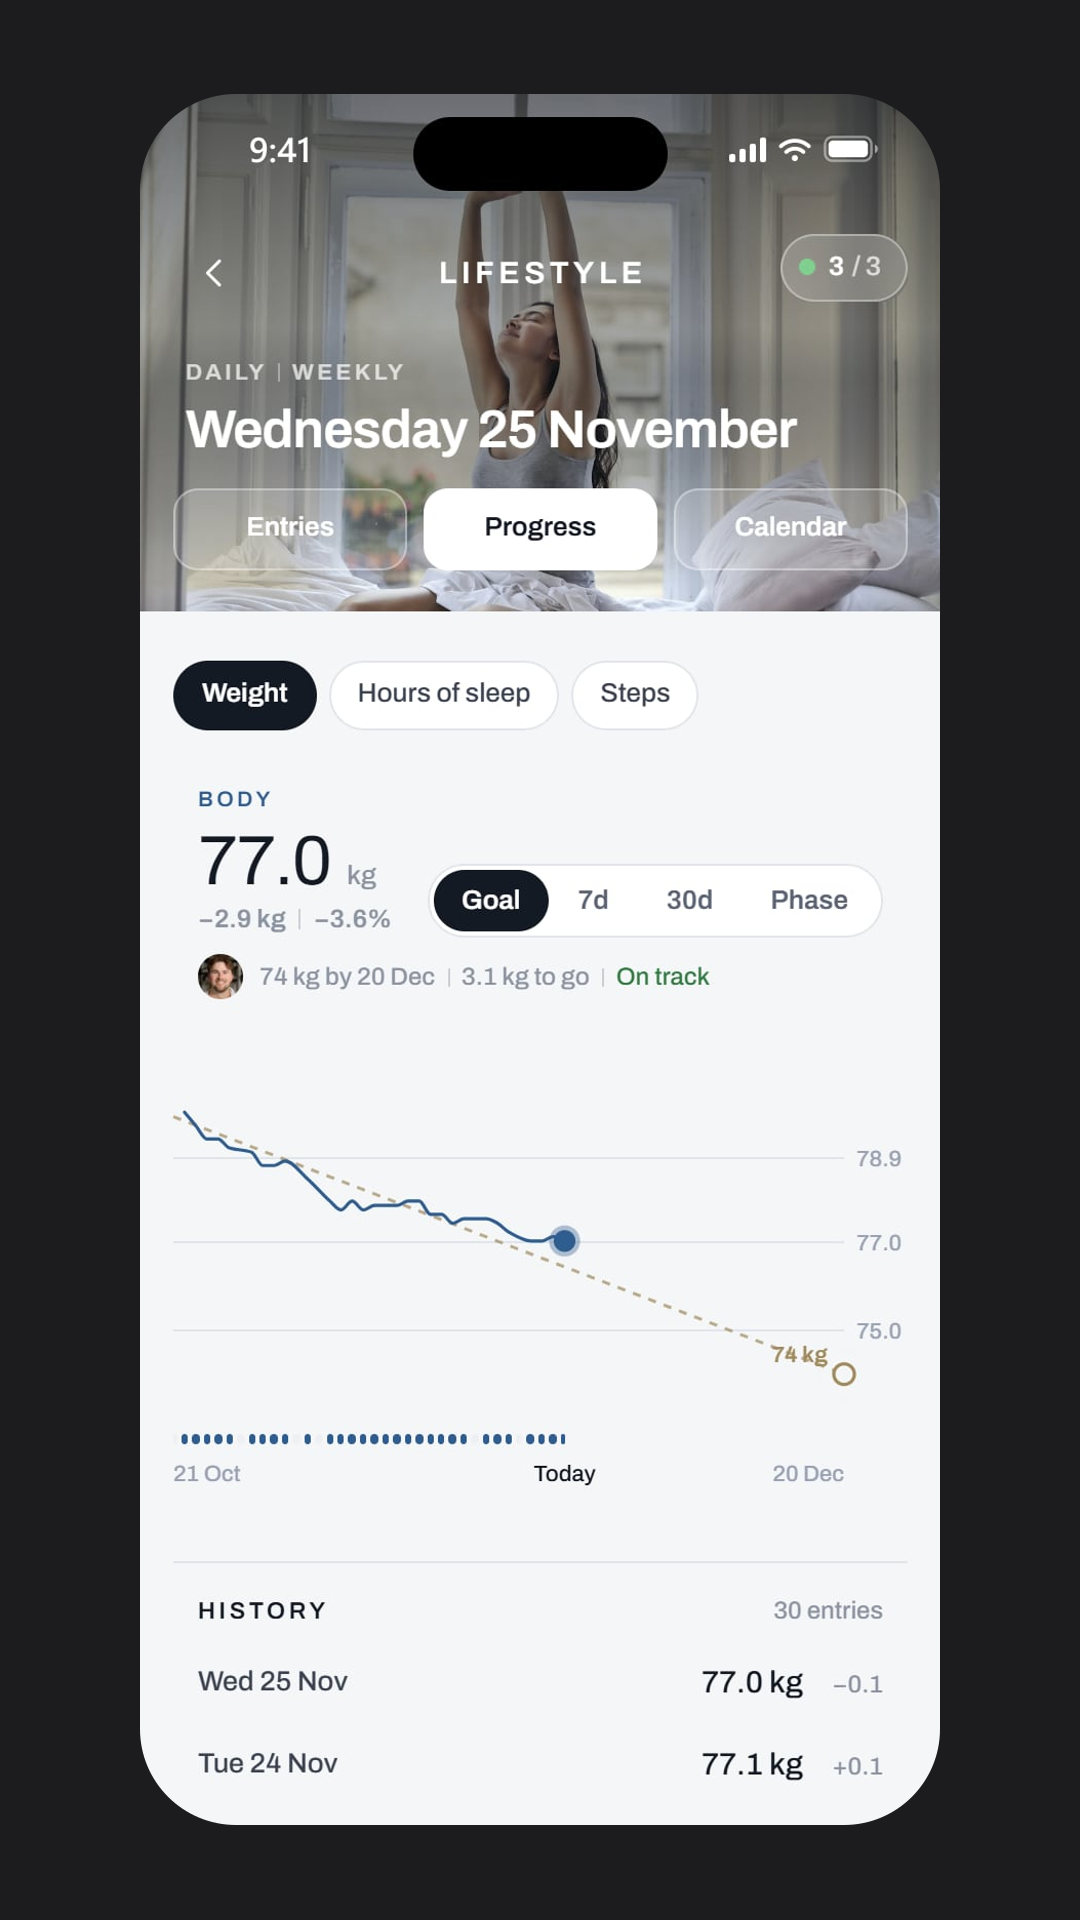 9:41
LIFESTYLE
3 / 3
DAILY | WEEKLY
Wednesday 25 November
Entries
Progress
Calendar
Weight
Hours of sleep
Steps
BODY
77.0 kg
−2.9 kg | −3.6%
Goal
7d
30d
Phase
74 kg by 20 Dec | 3.1 kg to go | On track
78.9
77.0
75.0
74 kg
21 Oct
Today
20 Dec
HISTORY
30 entries
Wed 25 Nov
77.0 kg
−0.1
Tue 24 Nov
77.1 kg
+0.1